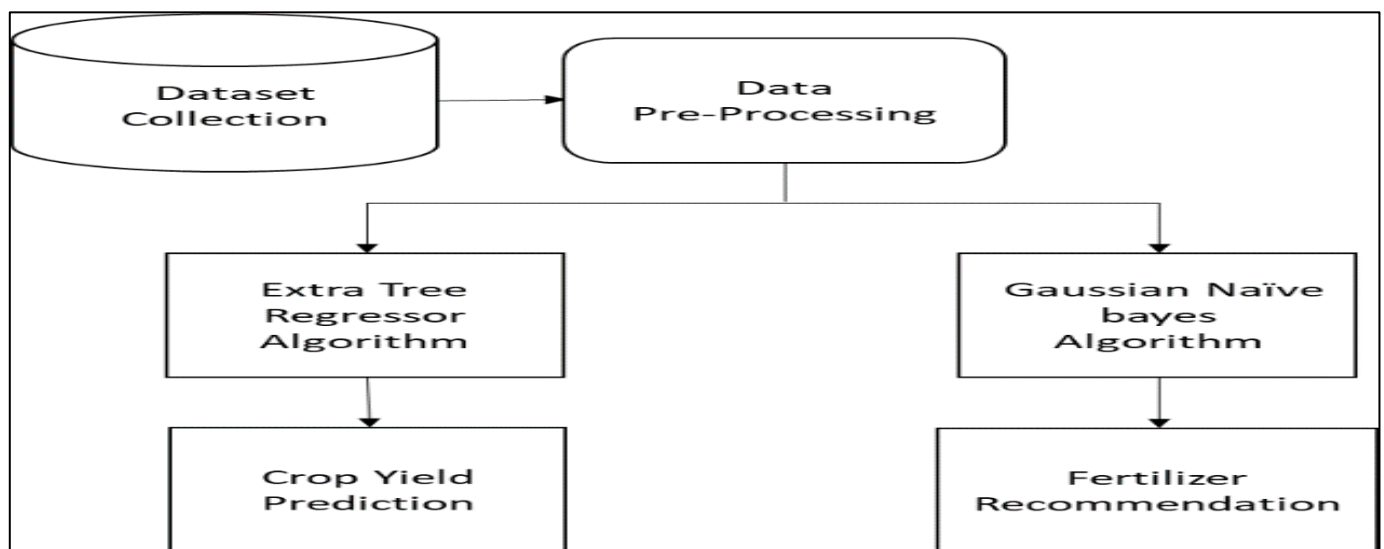 Dataset
Collection
Data
Pre-Processing
Extra Tree
Regressor
Algorithm
Gaussian Naïve
bayes
Algorithm
Crop Yield
Prediction
Fertilizer
Recommendation